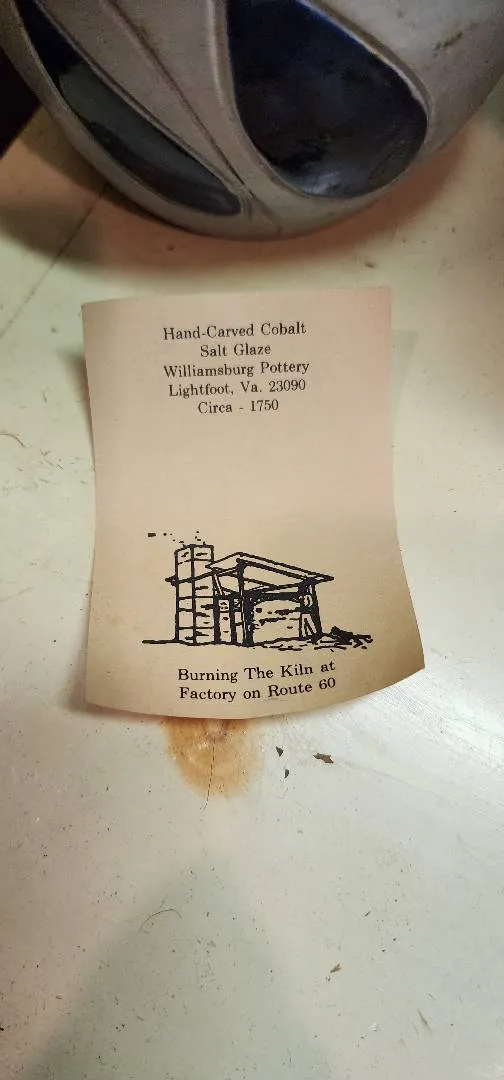 Hand-Carved Cobalt
Salt Glaze
Williamsburg Pottery
Lightfoot, Va. 23090
Circa - 1750
Burning The Kiln at
Factory on Route 60